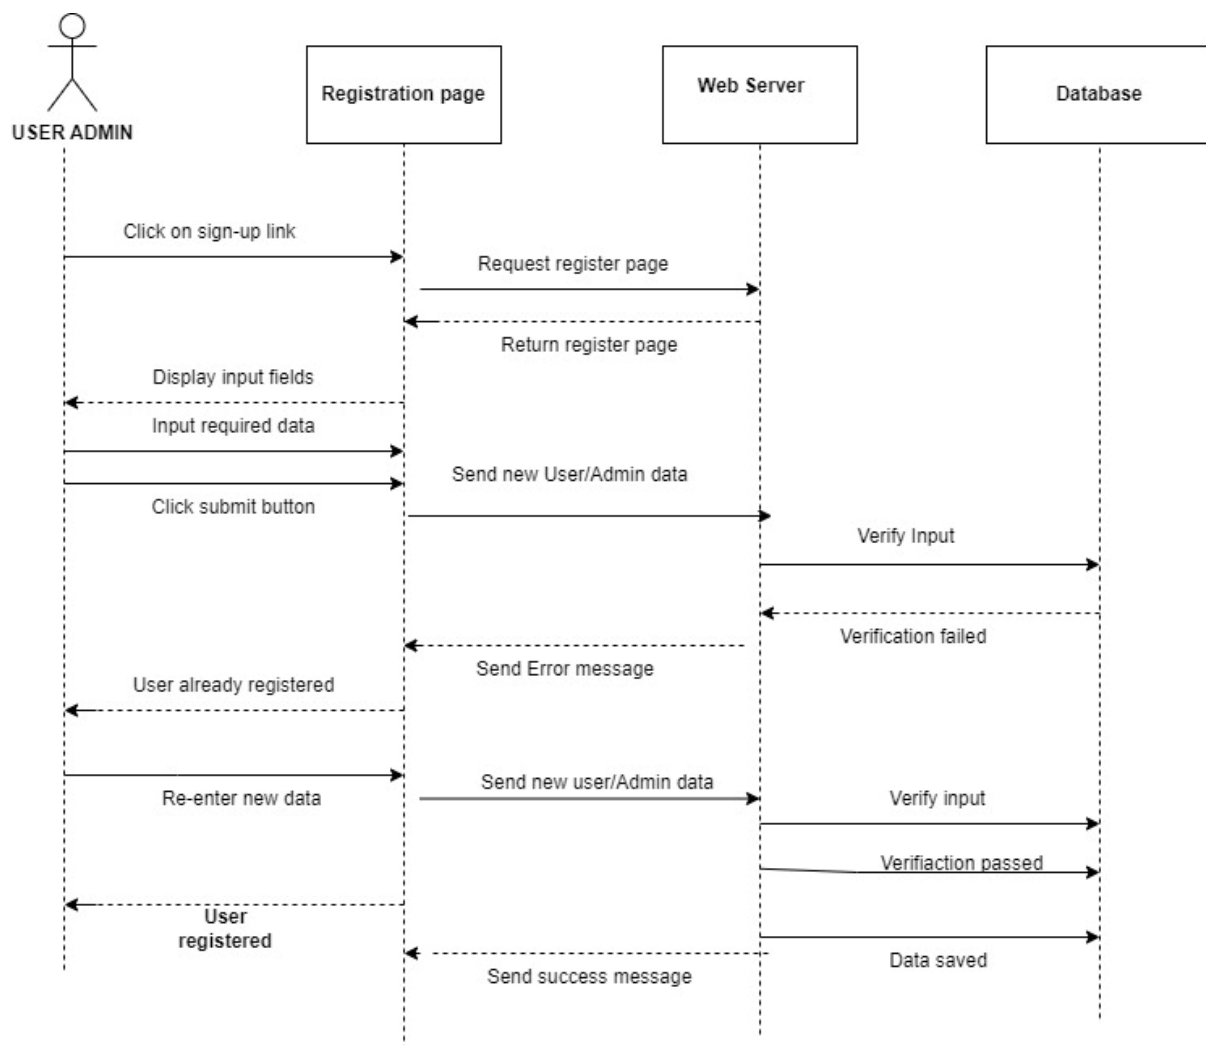 USER ADMIN
Registration page
Web Server
Database
Click on sign-up link
Request register page
Return register page
Display input fields
Input required data
Send new User/Admin data
Click submit button
Verify Input
Verification failed
Send Error message
User already registered
Send new user/Admin data
Re-enter new data
Verify input
Verifiaction passed
User
registered
Data saved
Send success message